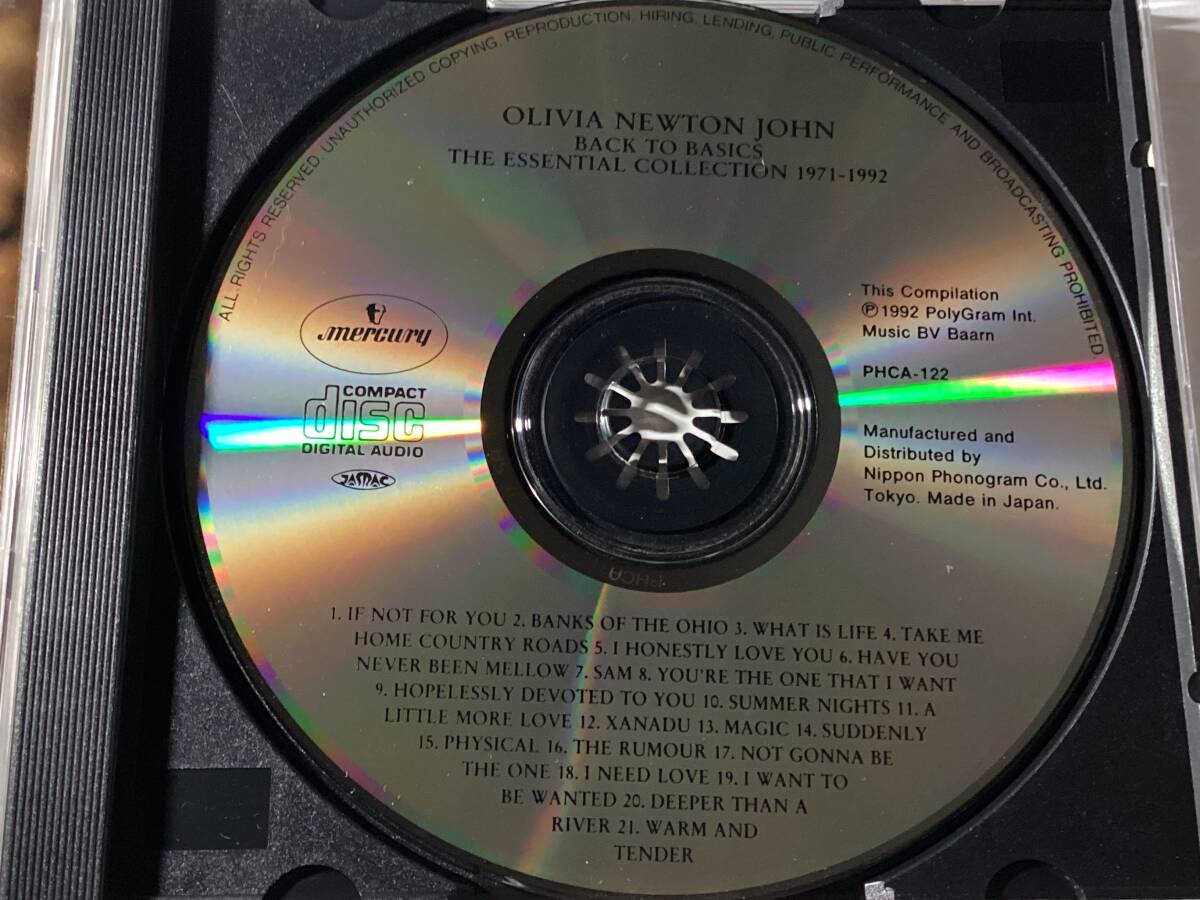 ALL RIGHTS RESERVED. UNAUTHORIZED COPYING, REPRODUCTION HIRING, LENDING, PUBLIC PERFORMANCE AND BROADCASTING PROHIBITED.
OLIVIA NEWTON JOHN
BACK TO BASICS
THE ESSENTIAL COLLECTION 1971-1992
mercury
COMPACT
disc
DIGITAL AUDIO
JASRAC
This Compilation
℗1992 PolyGram Int.
Music BV Baarn
PHCA-122
Manufactured and
Distributed by
Nippon Phonogram Co., Ltd.
Tokyo. Made in Japan.
PHCA
1. IF NOT FOR YOU 2. BANKS OF THE OHIO 3. WHAT IS LIFE 4. TAKE ME
HOME COUNTRY ROADS 5. I HONESTLY LOVE YOU 6. HAVE YOU
NEVER BEEN MELLOW 7. SAM 8. YOU'RE THE ONE THAT I WANT
9. HOPELESSLY DEVOTED TO YOU 10. SUMMER NIGHTS 11. A
LITTLE MORE LOVE 12. XANADU 13. MAGIC 14. SUDDENLY
15. PHYSICAL 16. THE RUMOUR 17. NOT GONNA BE
THE ONE 18. I NEED LOVE 19. I WANT TO
BE WANTED 20. DEEPER THAN A
RIVER 21. WARM AND
TENDER